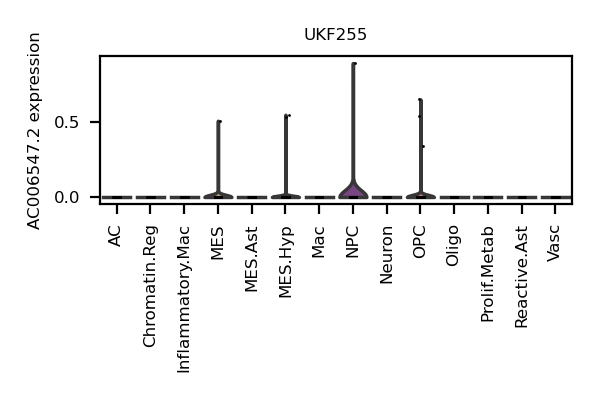 UKF255
AC006547.2 expression
0.5
0.0
AC
Chromatin.Reg
Inflammatory.Mac
MES
MES.Ast
MES.Hyp
Mac
NPC
Neuron
OPC
Oligo
Prolif.Metab
Reactive.Ast
Vasc